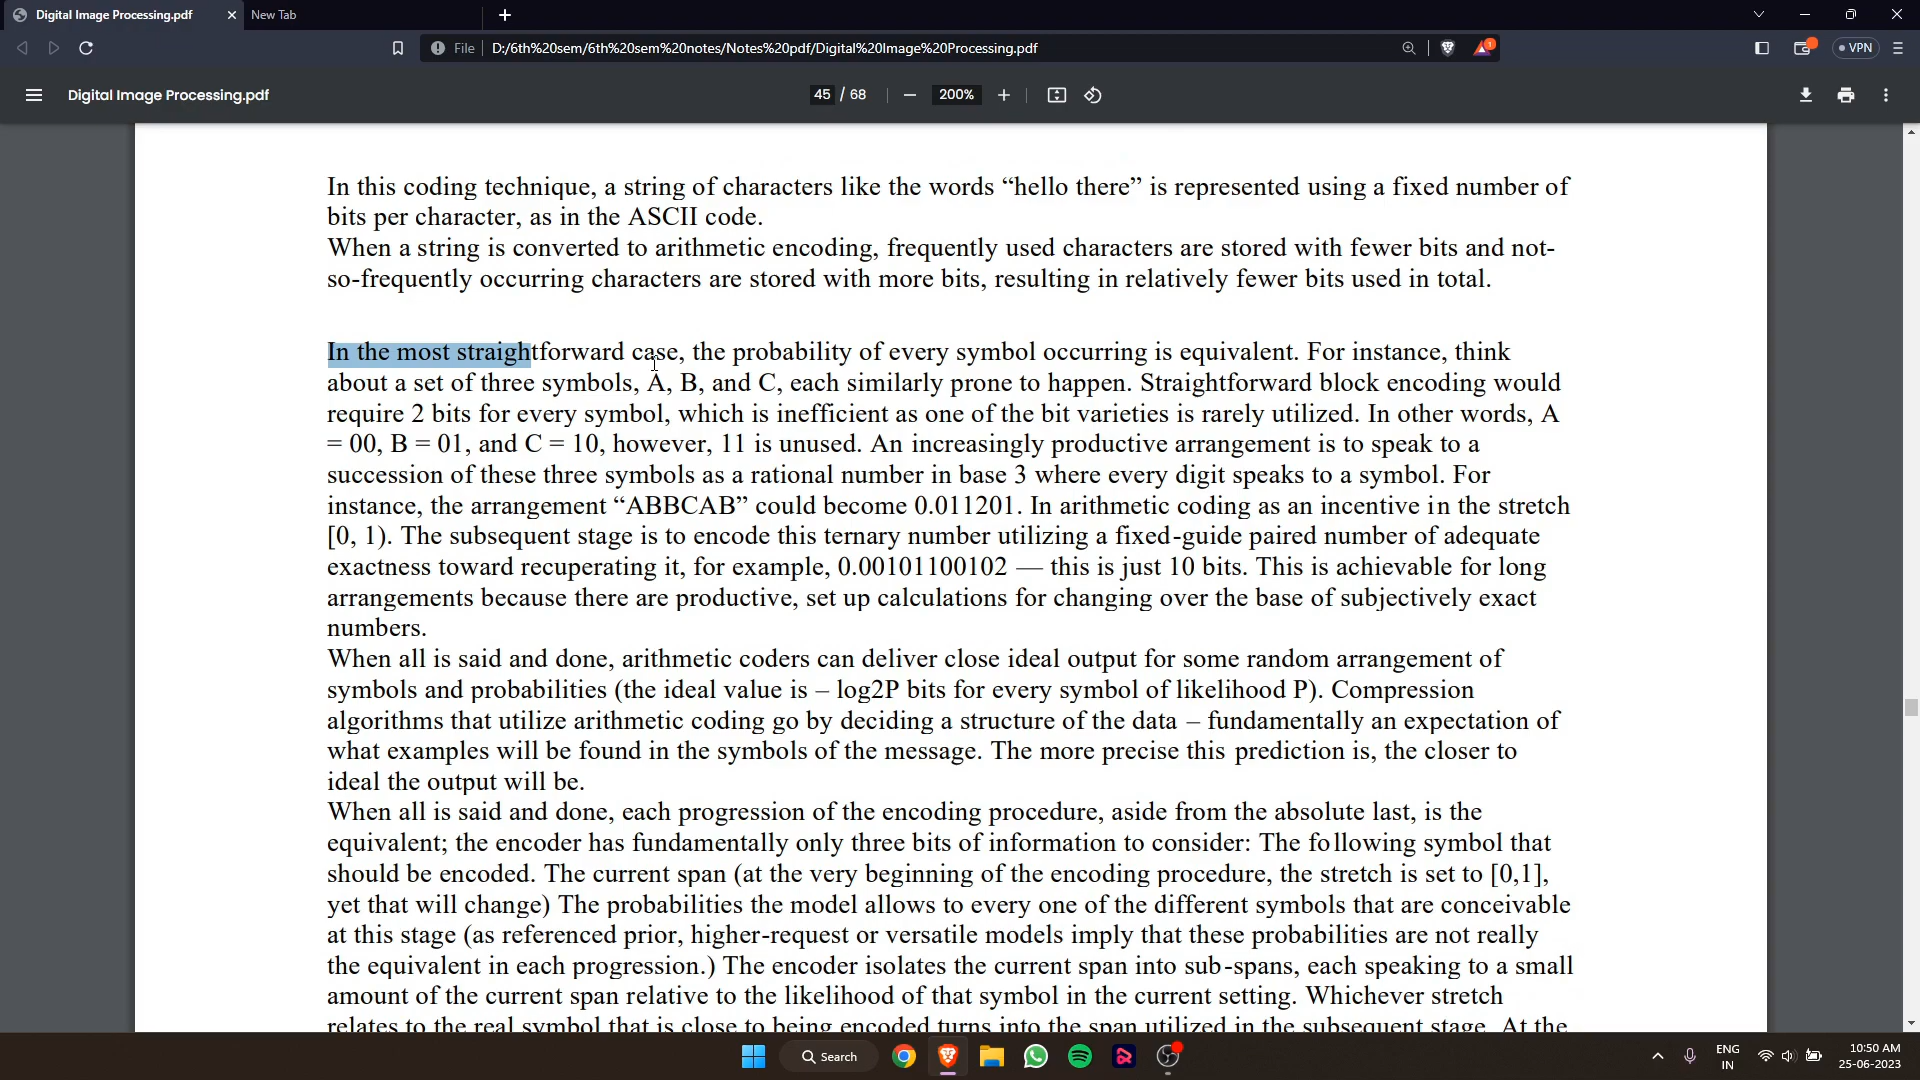 Digital Image Processing.pdf
New Tab
File
D:/6th%20sem/6th%20sem%20notes/Notes%20pdf/Digital%20Image%20Processing.pdf
1
VPN
Digital Image Processing.pdf
45 / 68
200%
In this coding technique, a string of characters like the words “hello there” is represented using a fixed number of
bits per character, as in the ASCII code.
When a string is converted to arithmetic encoding, frequently used characters are stored with fewer bits and not-
so-frequently occurring characters are stored with more bits, resulting in relatively fewer bits used in total.
In the most straightforward case, the probability of every symbol occurring is equivalent. For instance, think
about a set of three symbols, A, B, and C, each similarly prone to happen. Straightforward block encoding would
require 2 bits for every symbol, which is inefficient as one of the bit varieties is rarely utilized. In other words, A
= 00, B = 01, and C = 10, however, 11 is unused. An increasingly productive arrangement is to speak to a
succession of these three symbols as a rational number in base 3 where every digit speaks to a symbol. For
instance, the arrangement “ABBCAB” could become 0.011201. In arithmetic coding as an incentive in the stretch
[0, 1). The subsequent stage is to encode this ternary number utilizing a fixed-guide paired number of adequate
exactness toward recuperating it, for example, 0.00101100102 — this is just 10 bits. This is achievable for long
arrangements because there are productive, set up calculations for changing over the base of subjectively exact
numbers.
When all is said and done, arithmetic coders can deliver close ideal output for some random arrangement of
symbols and probabilities (the ideal value is – log2P bits for every symbol of likelihood P). Compression
algorithms that utilize arithmetic coding go by deciding a structure of the data – fundamentally an expectation of
what examples will be found in the symbols of the message. The more precise this prediction is, the closer to
ideal the output will be.
When all is said and done, each progression of the encoding procedure, aside from the absolute last, is the
equivalent; the encoder has fundamentally only three bits of information to consider: The following symbol that
should be encoded. The current span (at the very beginning of the encoding procedure, the stretch is set to [0,1],
yet that will change) The probabilities the model allows to every one of the different symbols that are conceivable
at this stage (as referenced prior, higher-request or versatile models imply that these probabilities are not really
the equivalent in each progression.) The encoder isolates the current span into sub-spans, each speaking to a small
amount of the current span relative to the likelihood of that symbol in the current setting. Whichever stretch
relates to the real symbol that is close to being encoded turns into the span utilized in the subsequent stage. At the
Search
ENG
IN
10:50 AM
25-06-2023